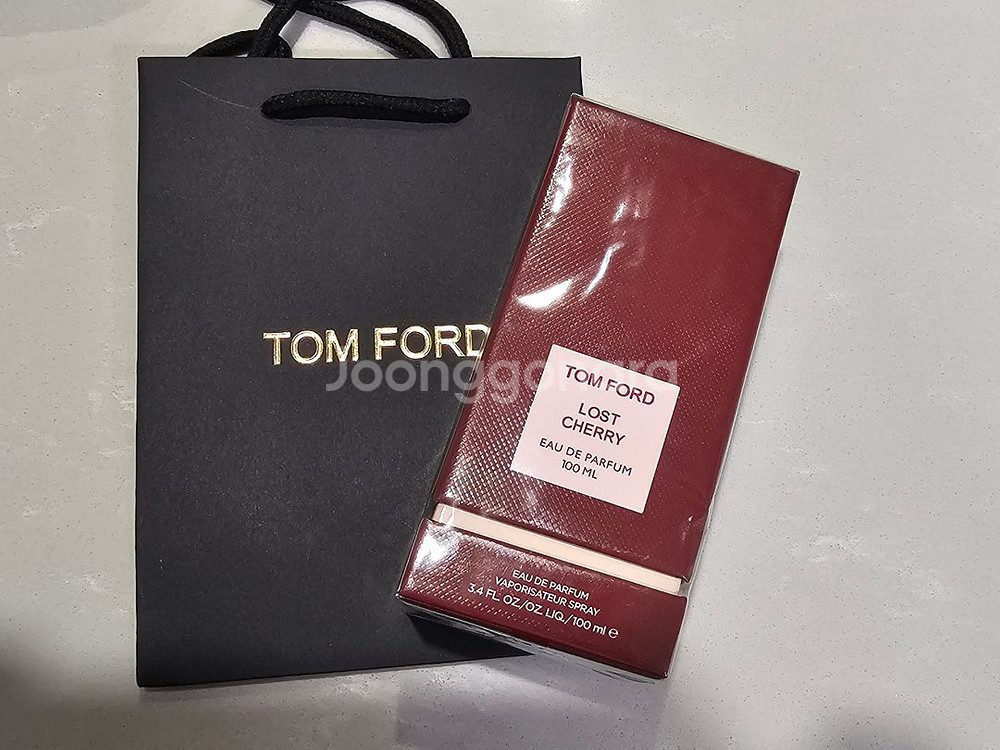 TOM FORD
Joonggonara
TOM FORD
LOST
CHERRY
EAU DE PARFUM
100 ML
EAU DE PARFUM
VAPORISATEUR SPRAY
3.4 FL. OZ./OZ. LIQ./100 ml ℮